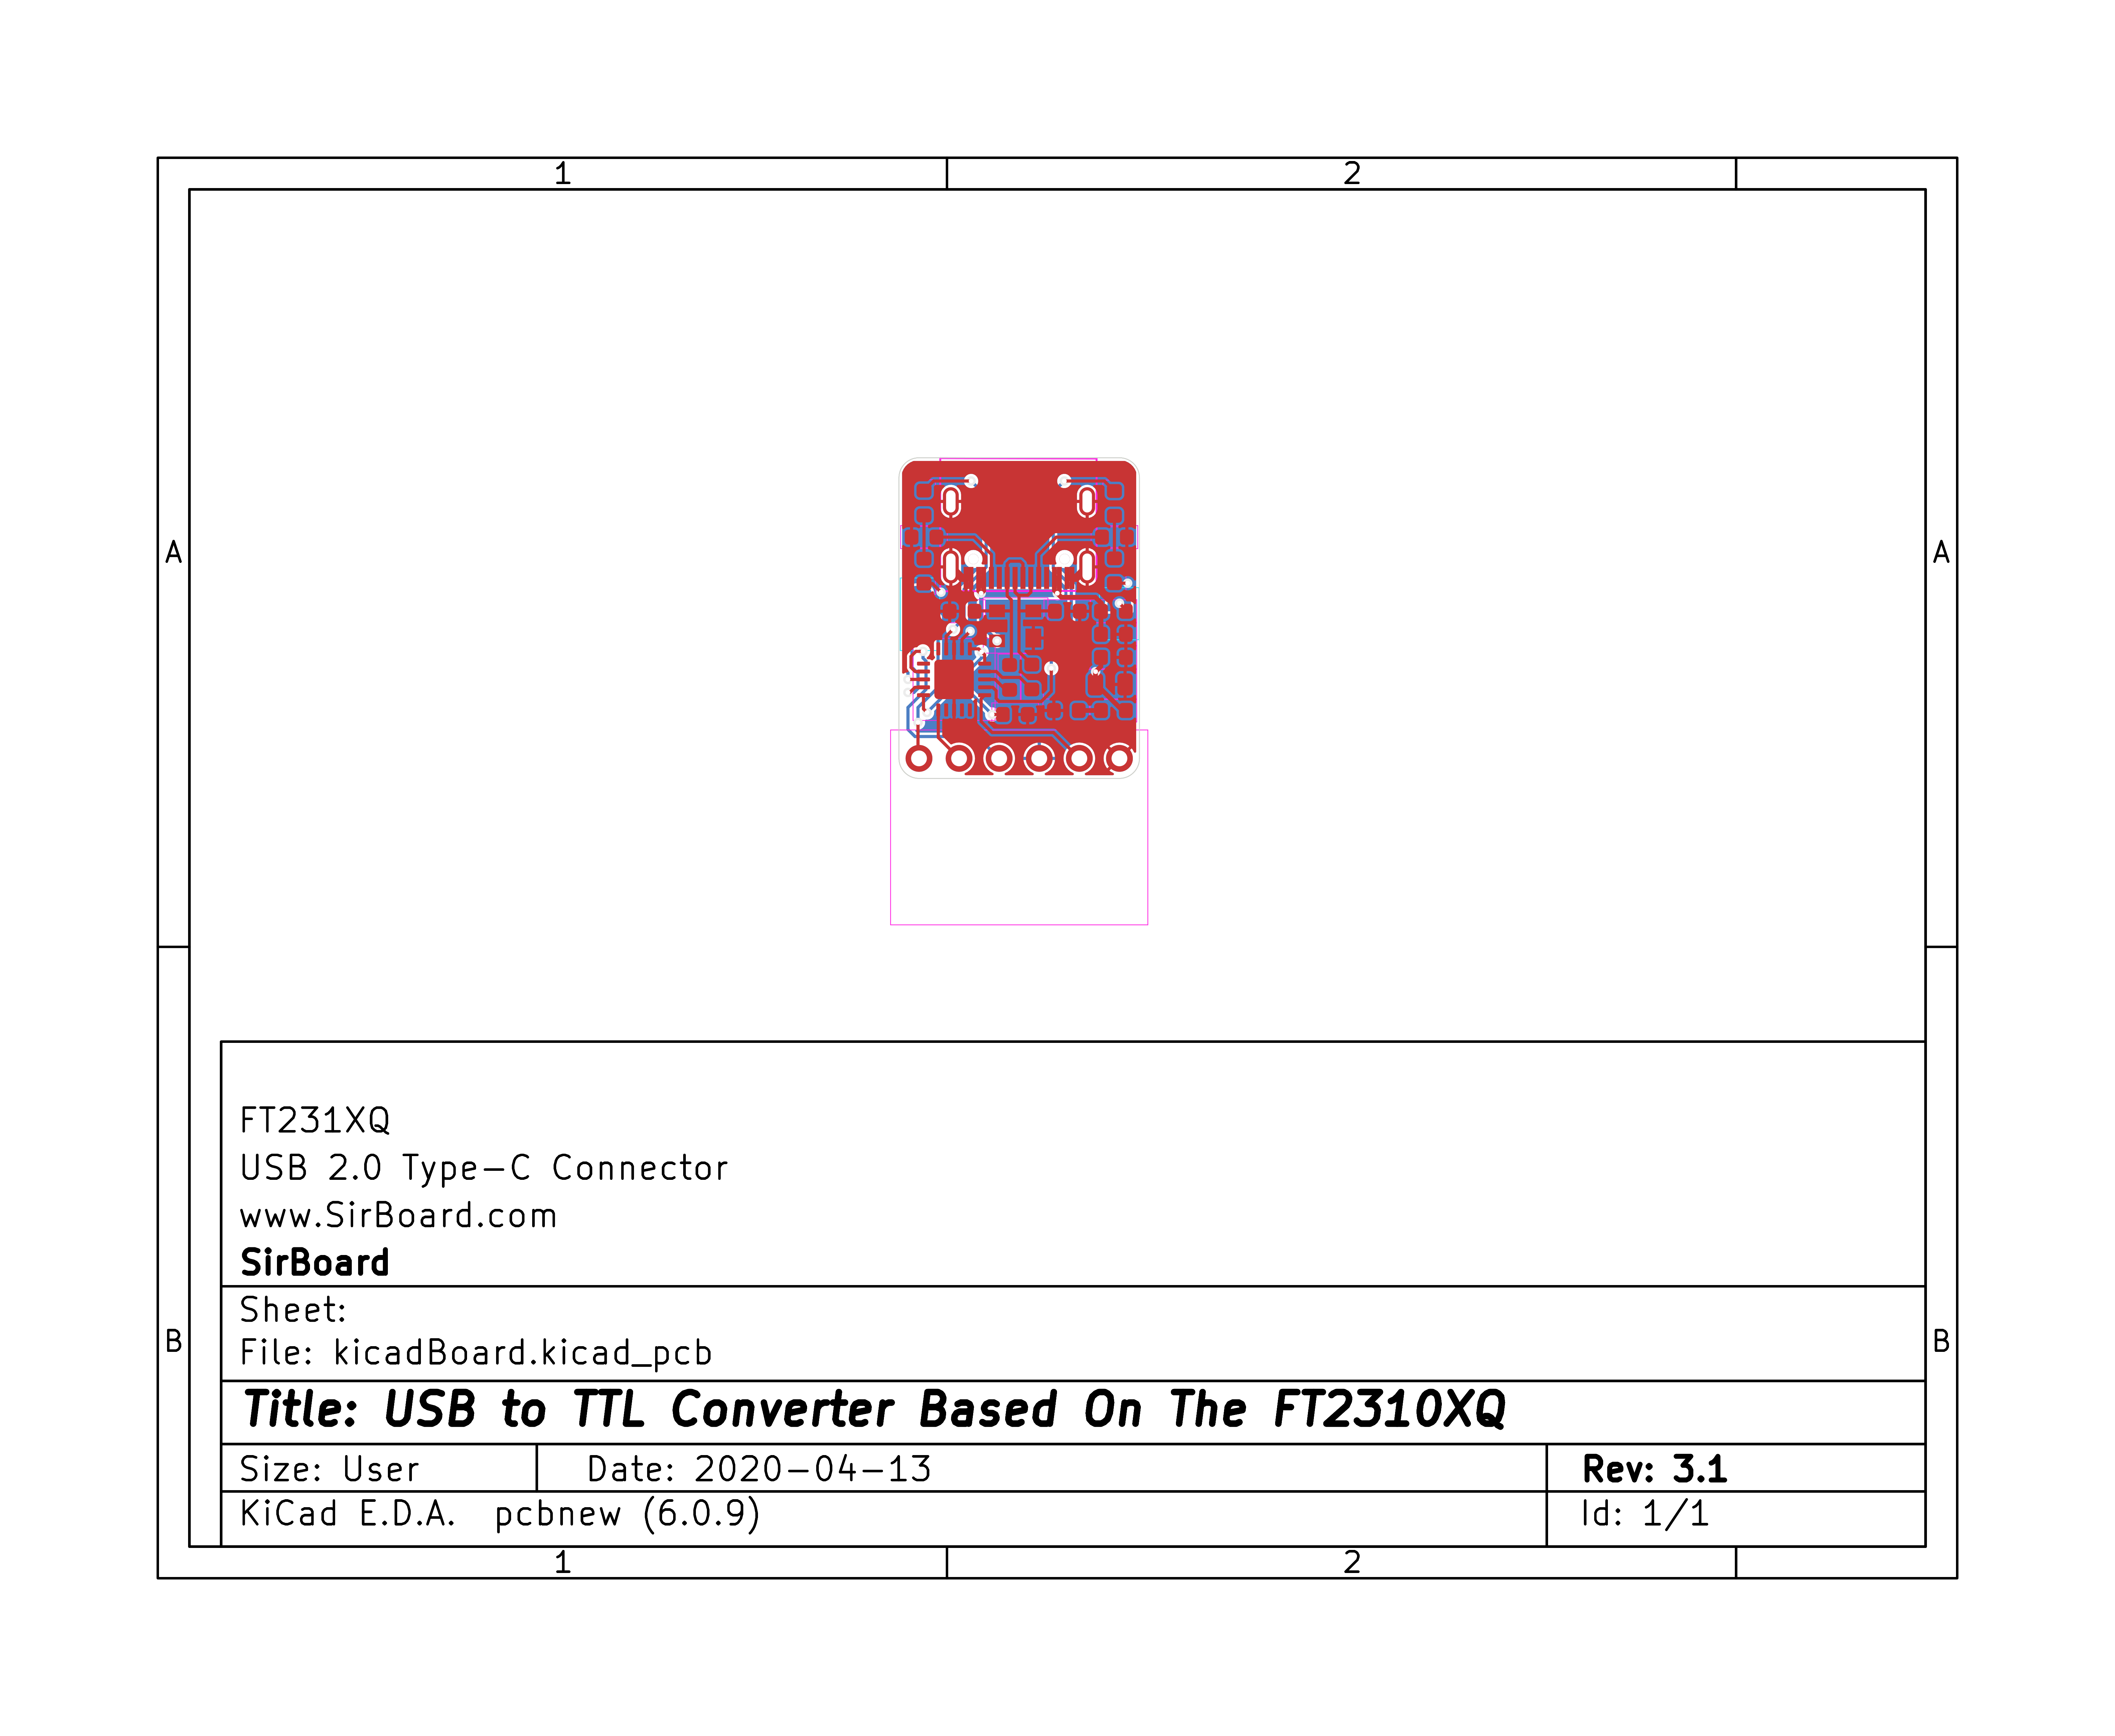 1 2
A A
FT231XQ
USB 2.0 Type-C Connector
www.SirBoard.com
SirBoard
Sheet:
B B
File: kicadBoard.kicad_pcb
Title: USB to TTL Converter Based On The FT2310XQ
Size: User Date: 2020-04-13 Rev: 3.1
KiCad E.D.A. pcbnew (6.0.9) Id: 1/1
1 2